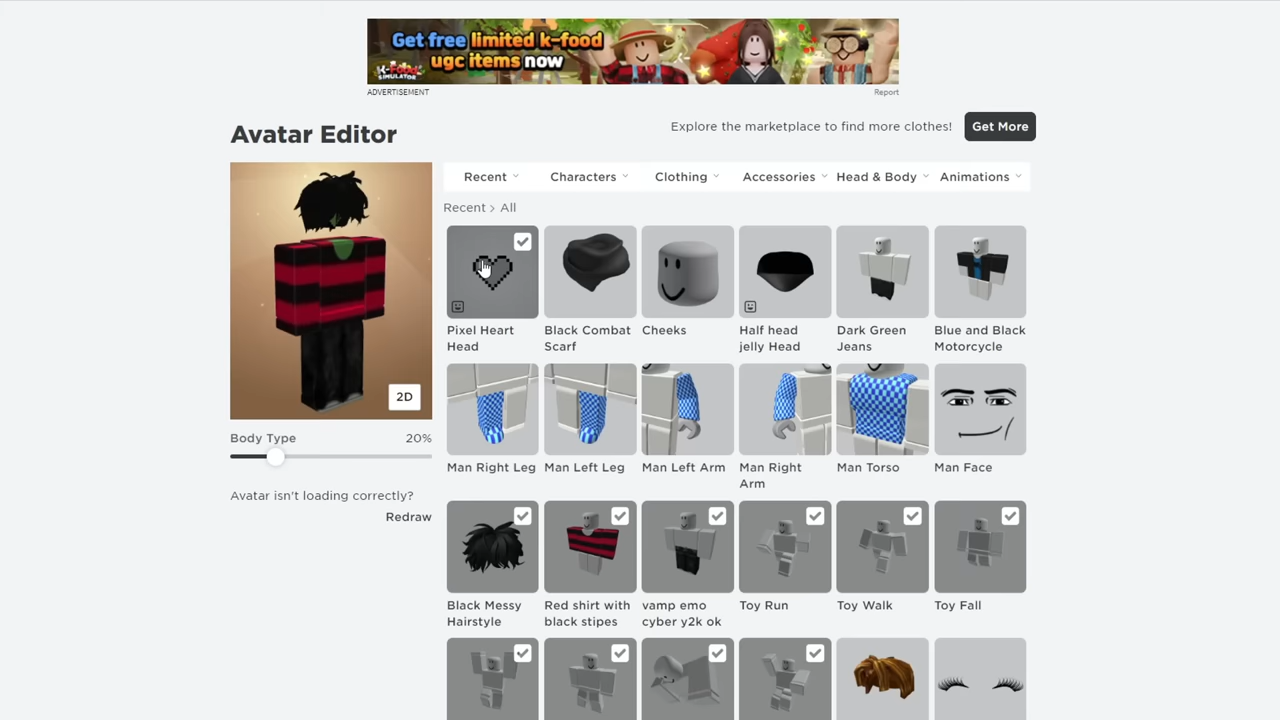 Get free limited k-food
ugc items now
K-FOOD
SIMULATOR
ADVERTISEMENT
Report
Avatar Editor
Explore the marketplace to find more clothes!
Get More
Recent
Characters
Clothing
Accessories
Head & Body
Animations
Recent > All
Pixel Heart
Head
Black Combat
Scarf
Cheeks
Half head
jelly Head
Dark Green
Jeans
Blue and Black
Motorcycle
2D
Body Type
20%
Avatar isn't loading correctly?
Redraw
Man Right Leg
Man Left Leg
Man Left Arm
Man Right
Arm
Man Torso
Man Face
Black Messy
Hairstyle
Red shirt with
black stipes
vamp emo
cyber y2k ok
Toy Run
Toy Walk
Toy Fall